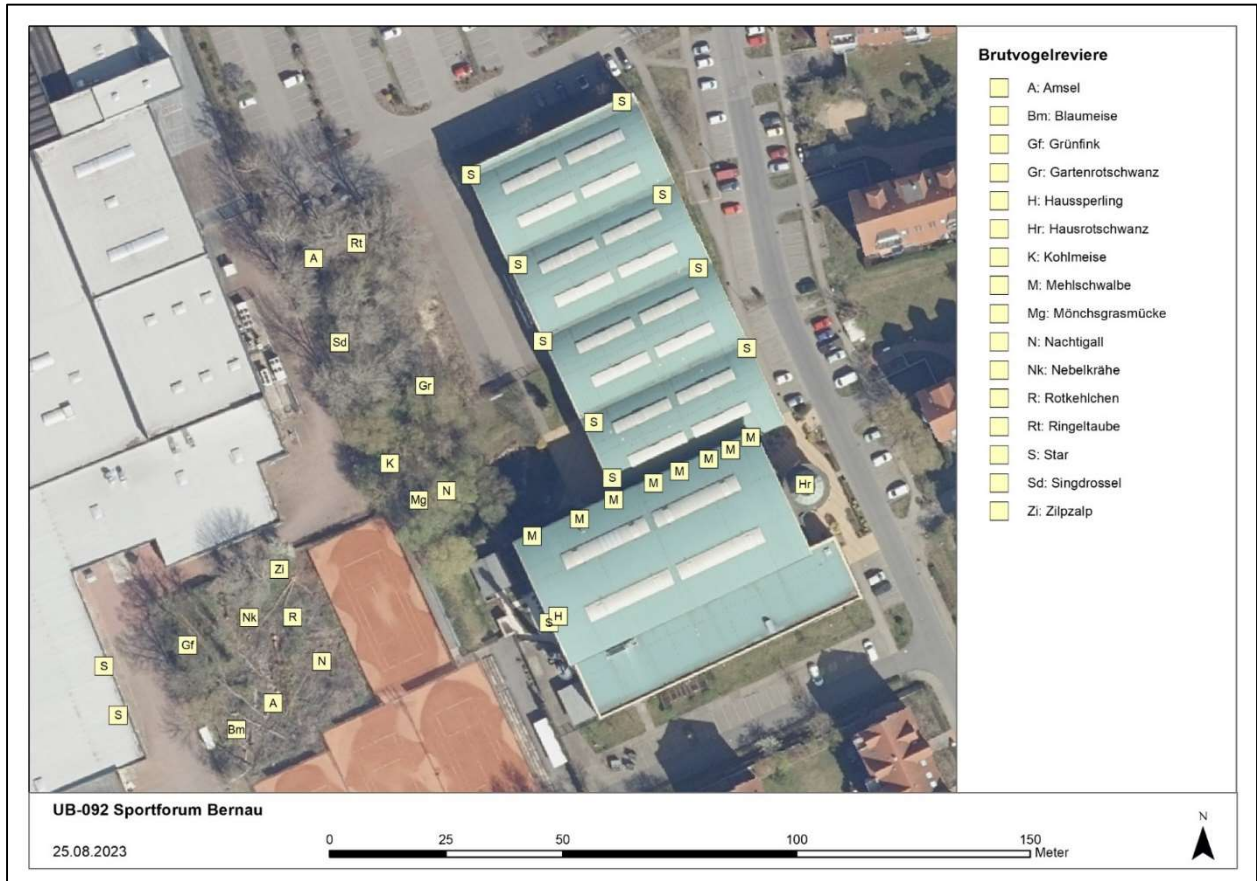 S
S
S
Rt
A
S
S
Sd
S
S
Gr
S
M
M
K
M
M
S
M
Hr
N
Mg
M
M
M
Zi
Nk
R
H
S
Gf
N
S
A
S
Bm
Brutvogelreviere
A: Amsel
Bm: Blaumeise
Gf: Grünfink
Gr: Gartenrotschwanz
H: Haussperling
Hr: Hausrotschwanz
K: Kohlmeise
M: Mehlschwalbe
Mg: Mönchsgrasmücke
N: Nachtigall
Nk: Nebelkrähe
R: Rotkehlchen
Rt: Ringeltaube
S: Star
Sd: Singdrossel
Zi: Zilpzalp
UB-092 Sportforum Bernau
25.08.2023
0 25 50 100 150
Meter
N